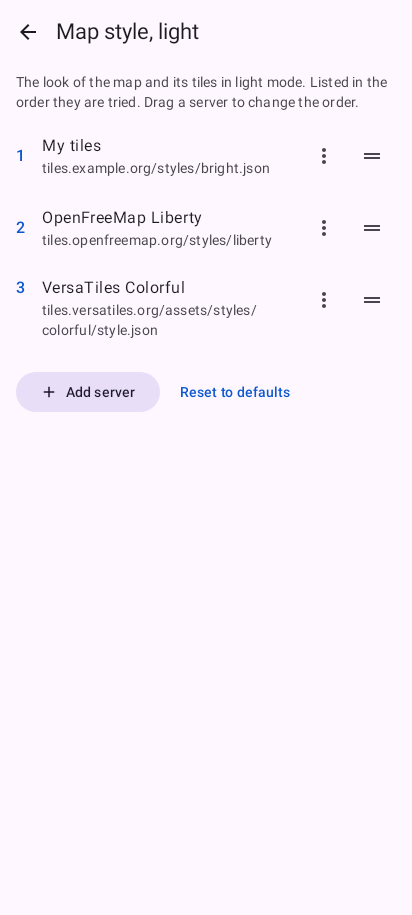 Map style, light
The look of the map and its tiles in light mode. Listed in the
order they are tried. Drag a server to change the order.
1
My tiles
tiles.example.org/styles/bright.json
2
OpenFreeMap Liberty
tiles.openfreemap.org/styles/liberty
3
VersaTiles Colorful
tiles.versatiles.org/assets/styles/
colorful/style.json
Add server
Reset to defaults